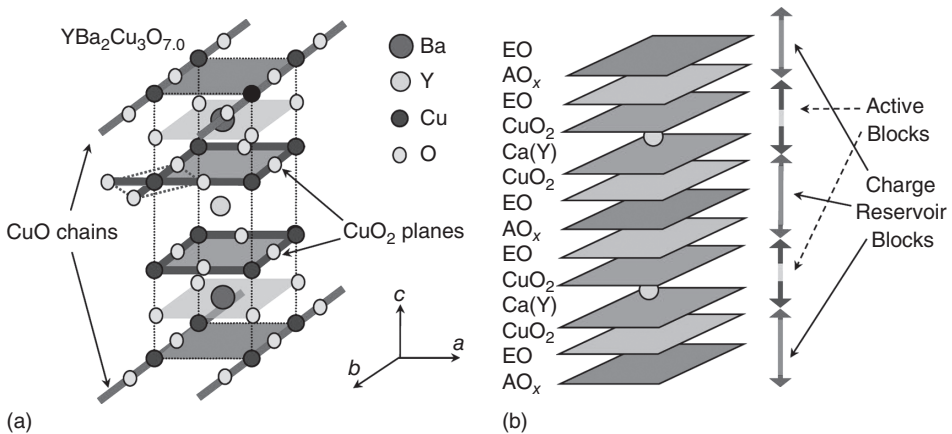 YBa₂Cu₃O₇.₀
Ba
Y
Cu
O
CuO chains
CuO₂ planes
c
a
b
(a)
EO
AOₓ
EO
CuO₂
Ca(Y)
CuO₂
EO
AOₓ
EO
CuO₂
Ca(Y)
CuO₂
EO
AOₓ
Active
Blocks
Charge
Reservoir
Blocks
(b)